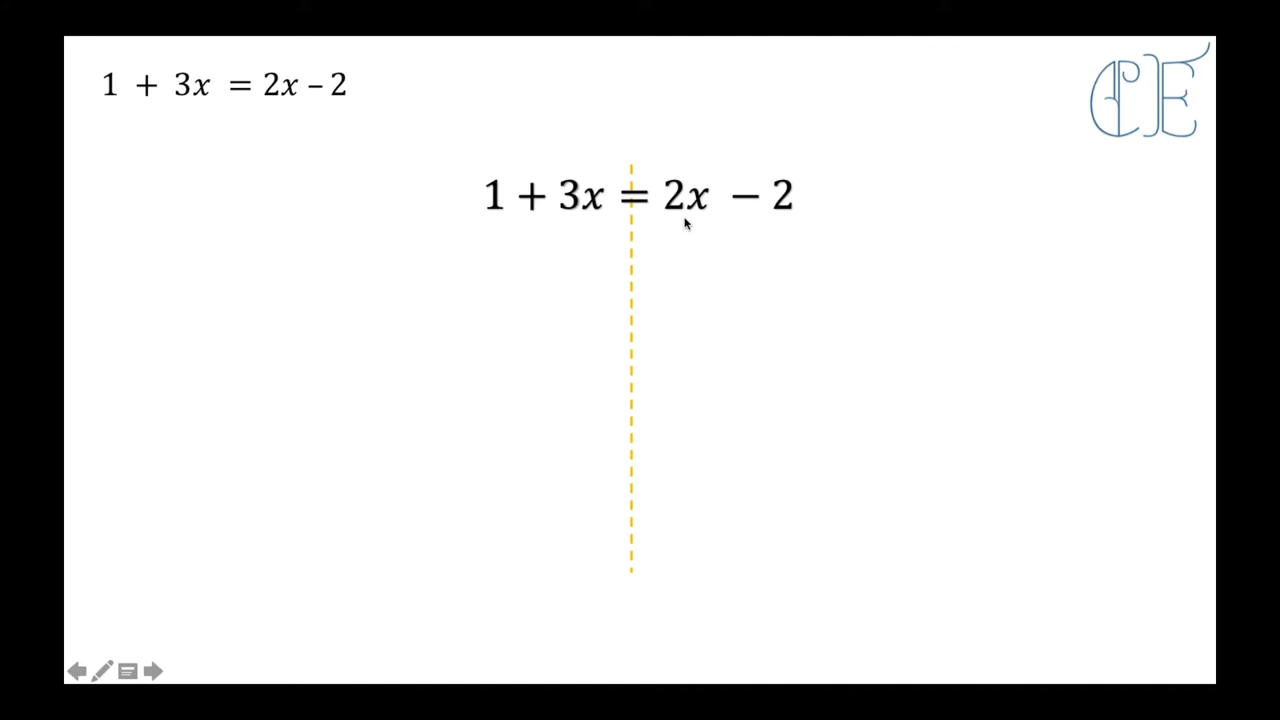 1 + 3x = 2x – 2
CE
1 + 3x = 2x − 2